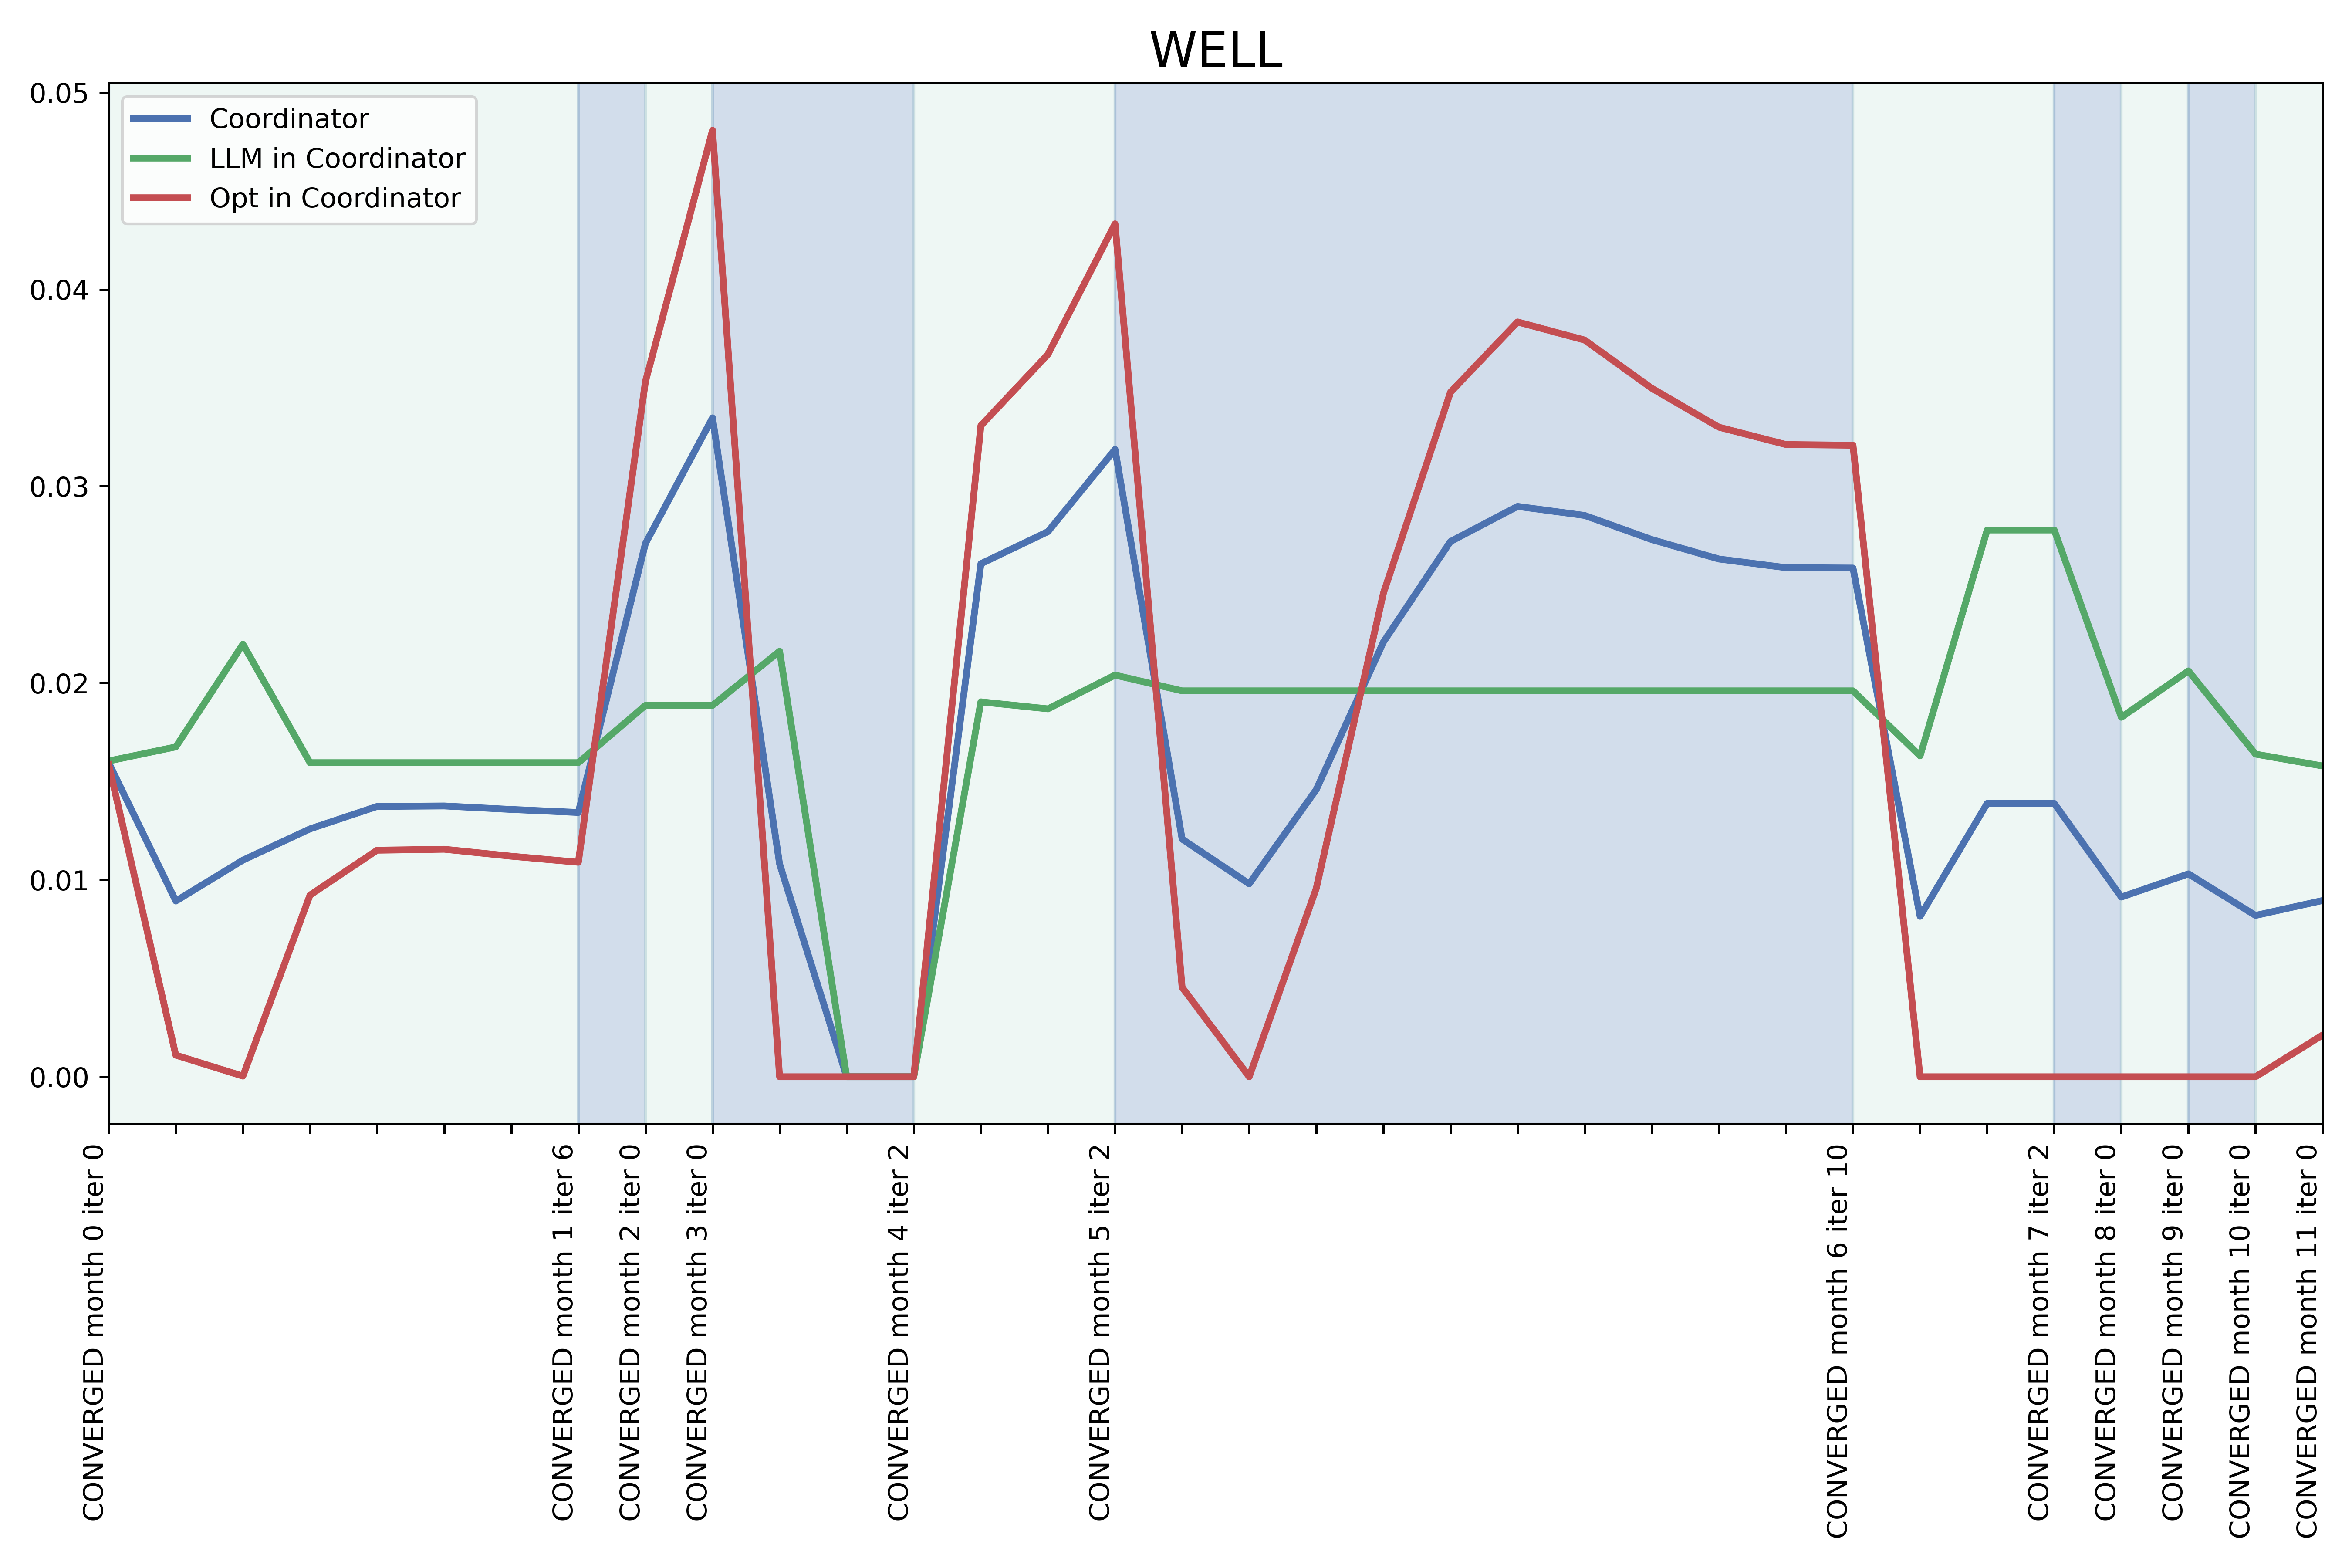 WELL
Coordinator
LLM in Coordinator
Opt in Coordinator
0.05
0.04
0.03
0.02
0.01
0.00
CONVERGED month 0 iter 0
CONVERGED month 1 iter 6
CONVERGED month 2 iter 0
CONVERGED month 3 iter 0
CONVERGED month 4 iter 2
CONVERGED month 5 iter 2
CONVERGED month 6 iter 10
CONVERGED month 7 iter 2
CONVERGED month 8 iter 0
CONVERGED month 9 iter 0
CONVERGED month 10 iter 0
CONVERGED month 11 iter 0